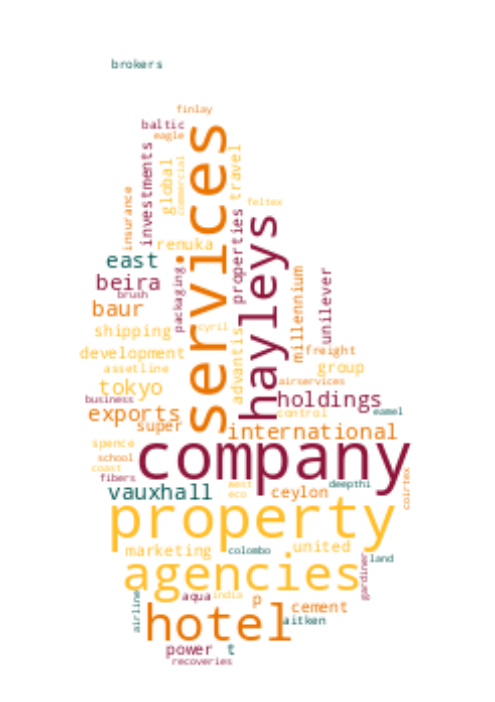 brokers
finlay
baltic
eagle
services
investments
global
commercial
travel
insurance
feltex
properties
hayleys
renuka
east
packaging
millennium
unilever
beira
brush
baur
shipping
cyril
advantis
development
freight
assetline
group
tokyo
airservices
business
holdings
exports
control
eamel
super
international
spence
company
school
coast
fibers
west
deepthi
coirtex
vauxhall
eco
ceylon
property
marketing
colombo
united
land
gardiner
agencies
airline
aqua
india
p
cement
hotel
aitken
power
t
recoveries